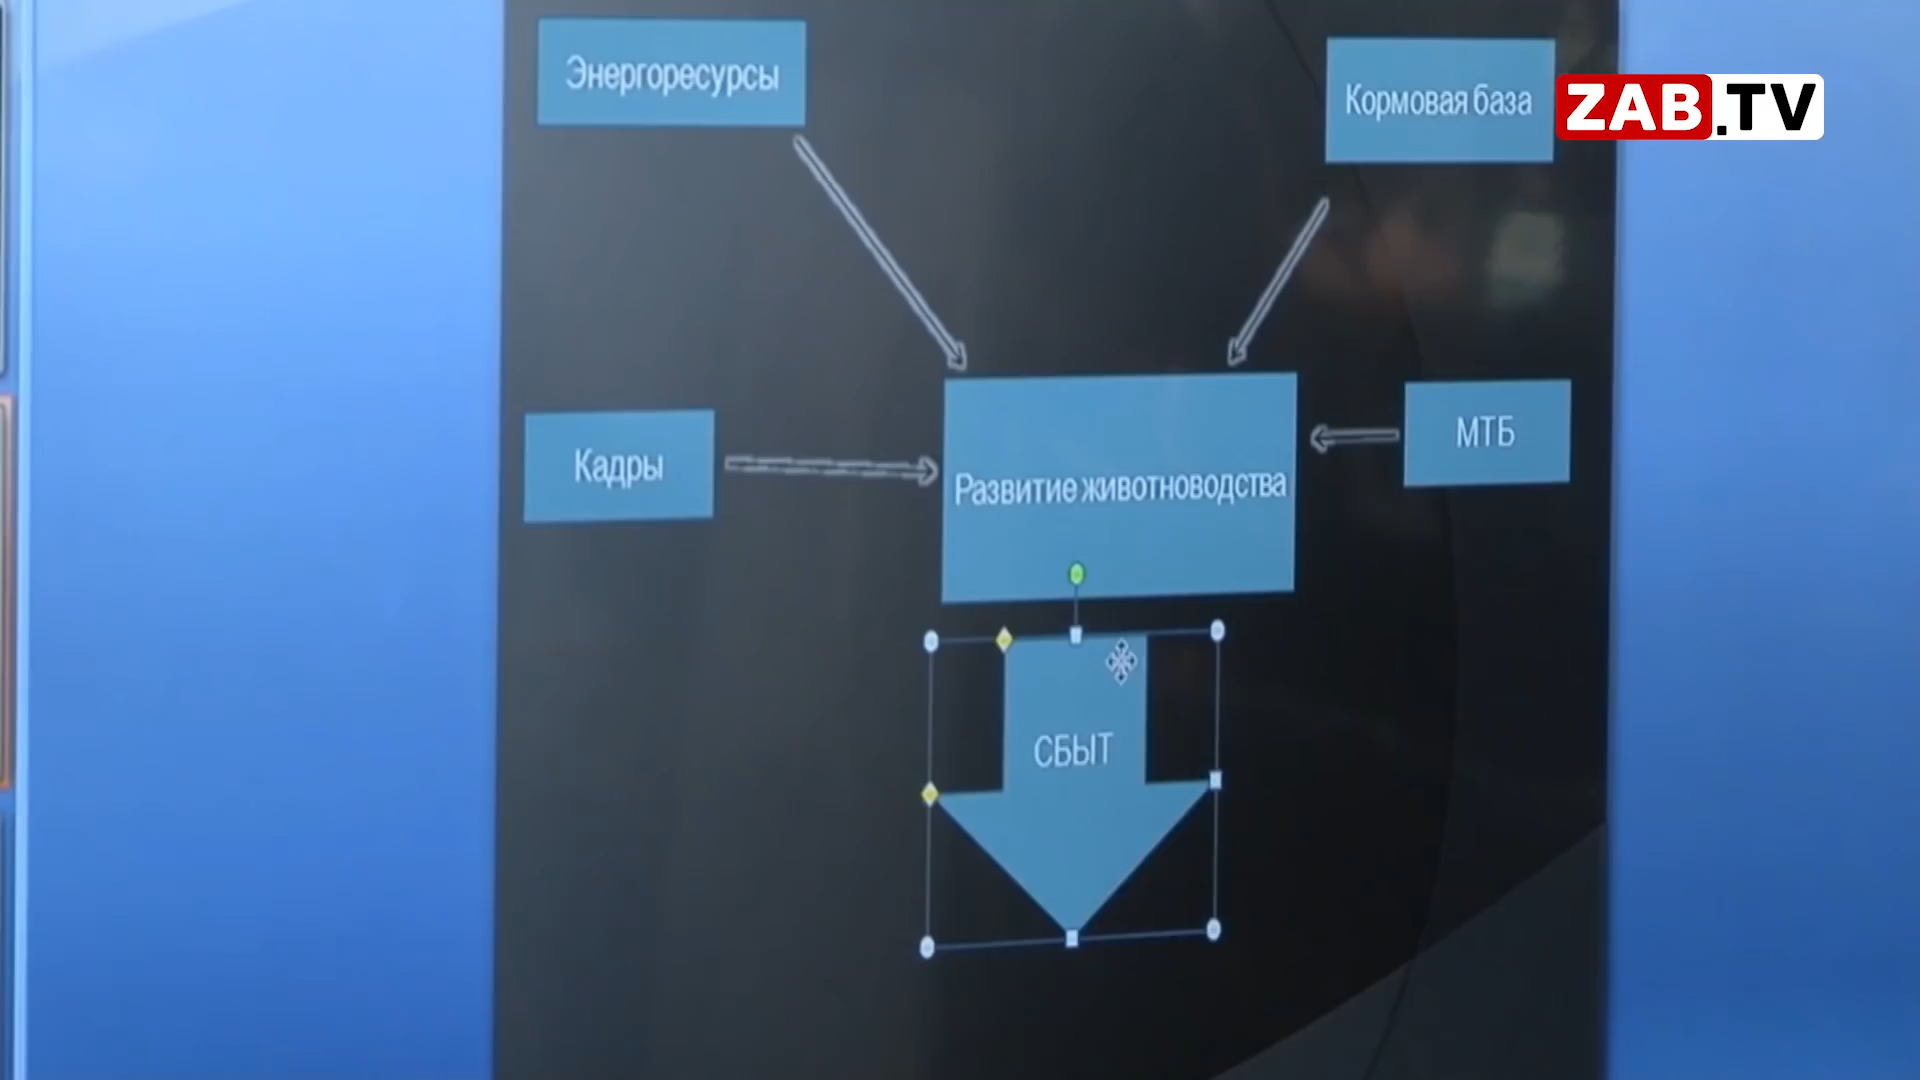 Энергоресурсы
Кормовая база
ZAB.TV
Кадры
Развитие животноводства
МТБ
СБЫТ